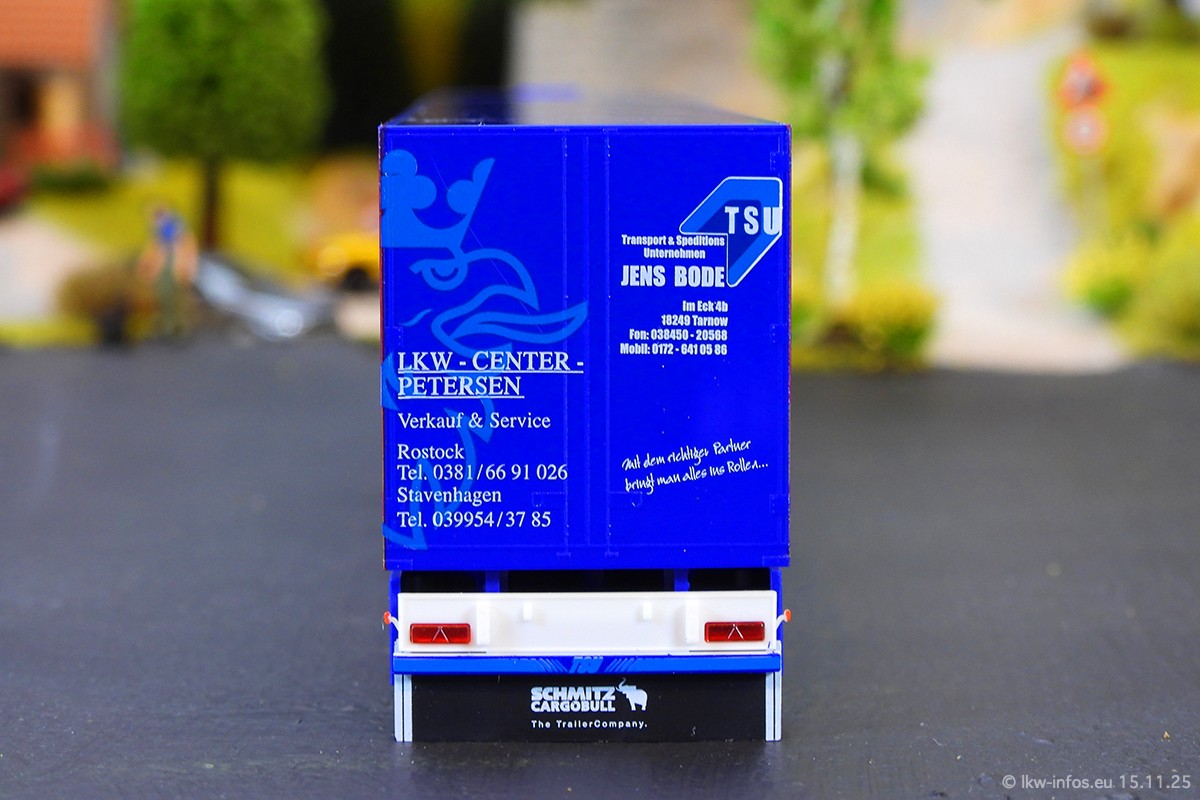 TSU
Transport & Speditions
Unternehmen
JENS BODE
Im Eck 4b
18249 Tarnow
Fon: 038450 - 20568
Mobil: 0172 - 641 05 86
LKW - CENTER -
PETERSEN
Verkauf & Service
Rostock
Tel. 0381/66 91 026
Stavenhagen
Tel. 039954/37 85
Mit dem richtiger Partner
bringt man alles ins Rollen...
TSU
SCHMITZ
CARGOBULL
The TrailerCompany.
© lkw-infos.eu 15.11.25